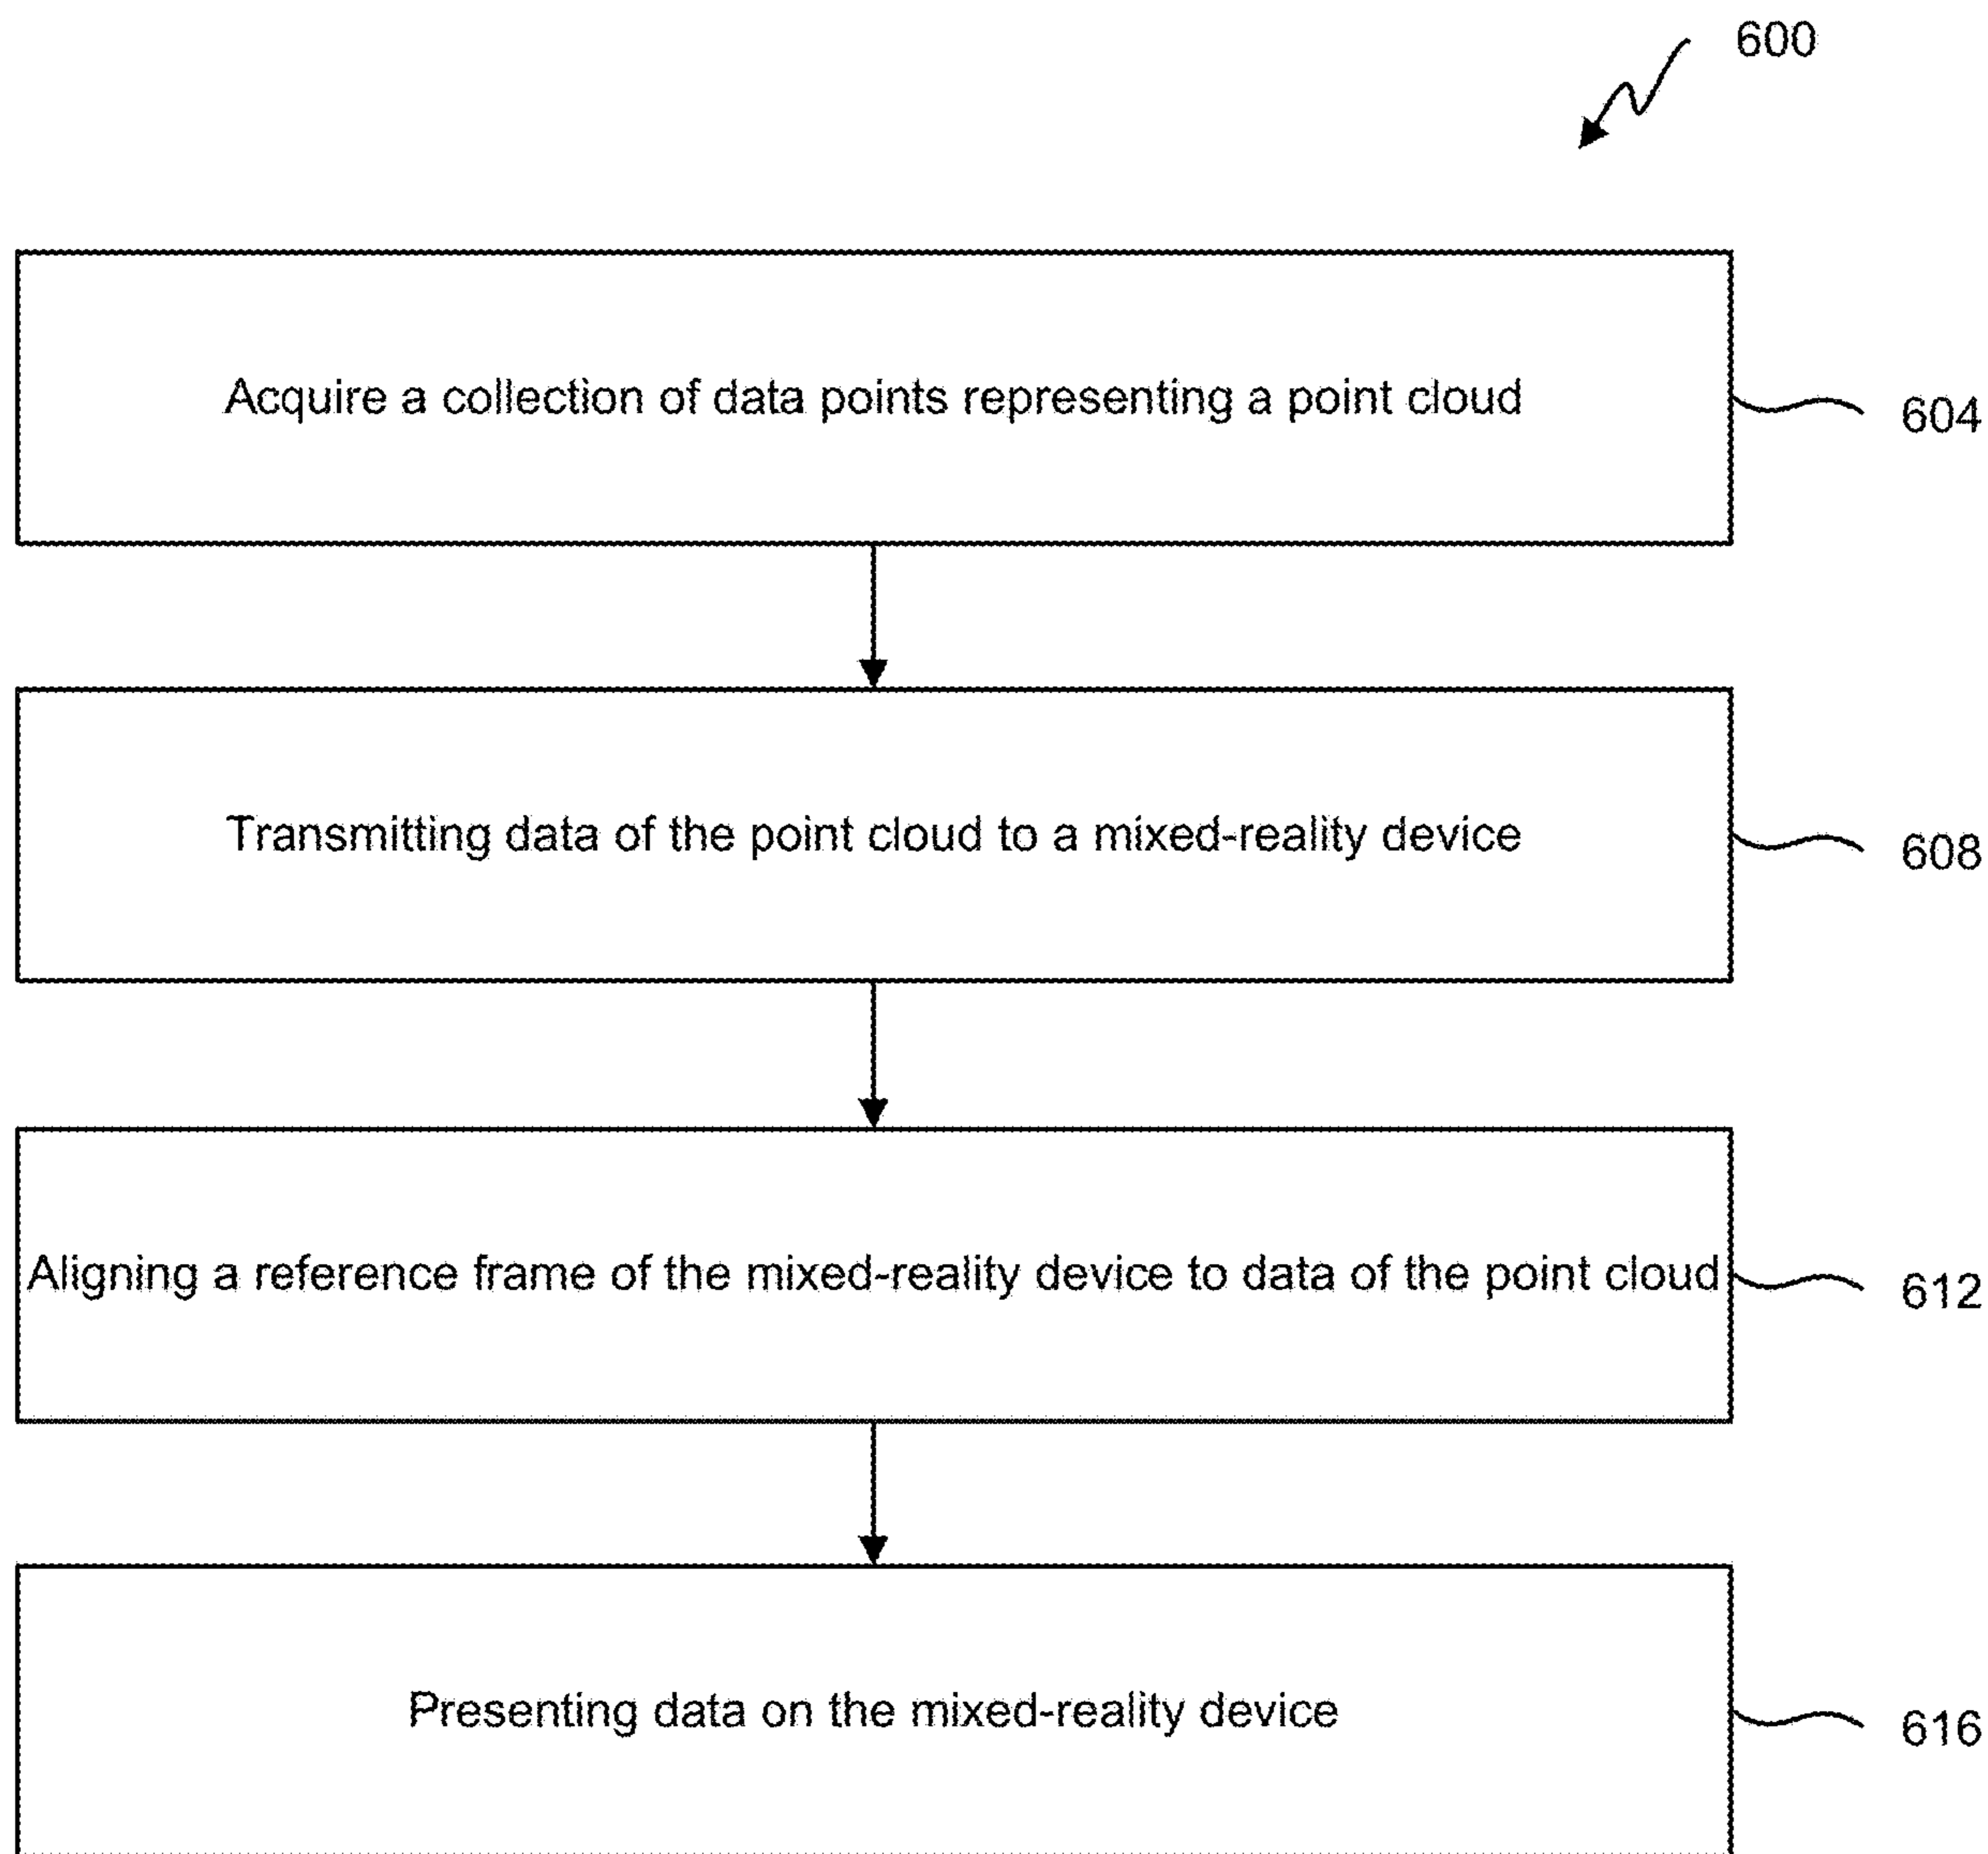 600
Acquire a collection of data points representing a point cloud
604
Transmitting data of the point cloud to a mixed-reality device
608
Aligning a reference frame of the mixed-reality device to data of the point cloud
612
Presenting data on the mixed-reality device
616